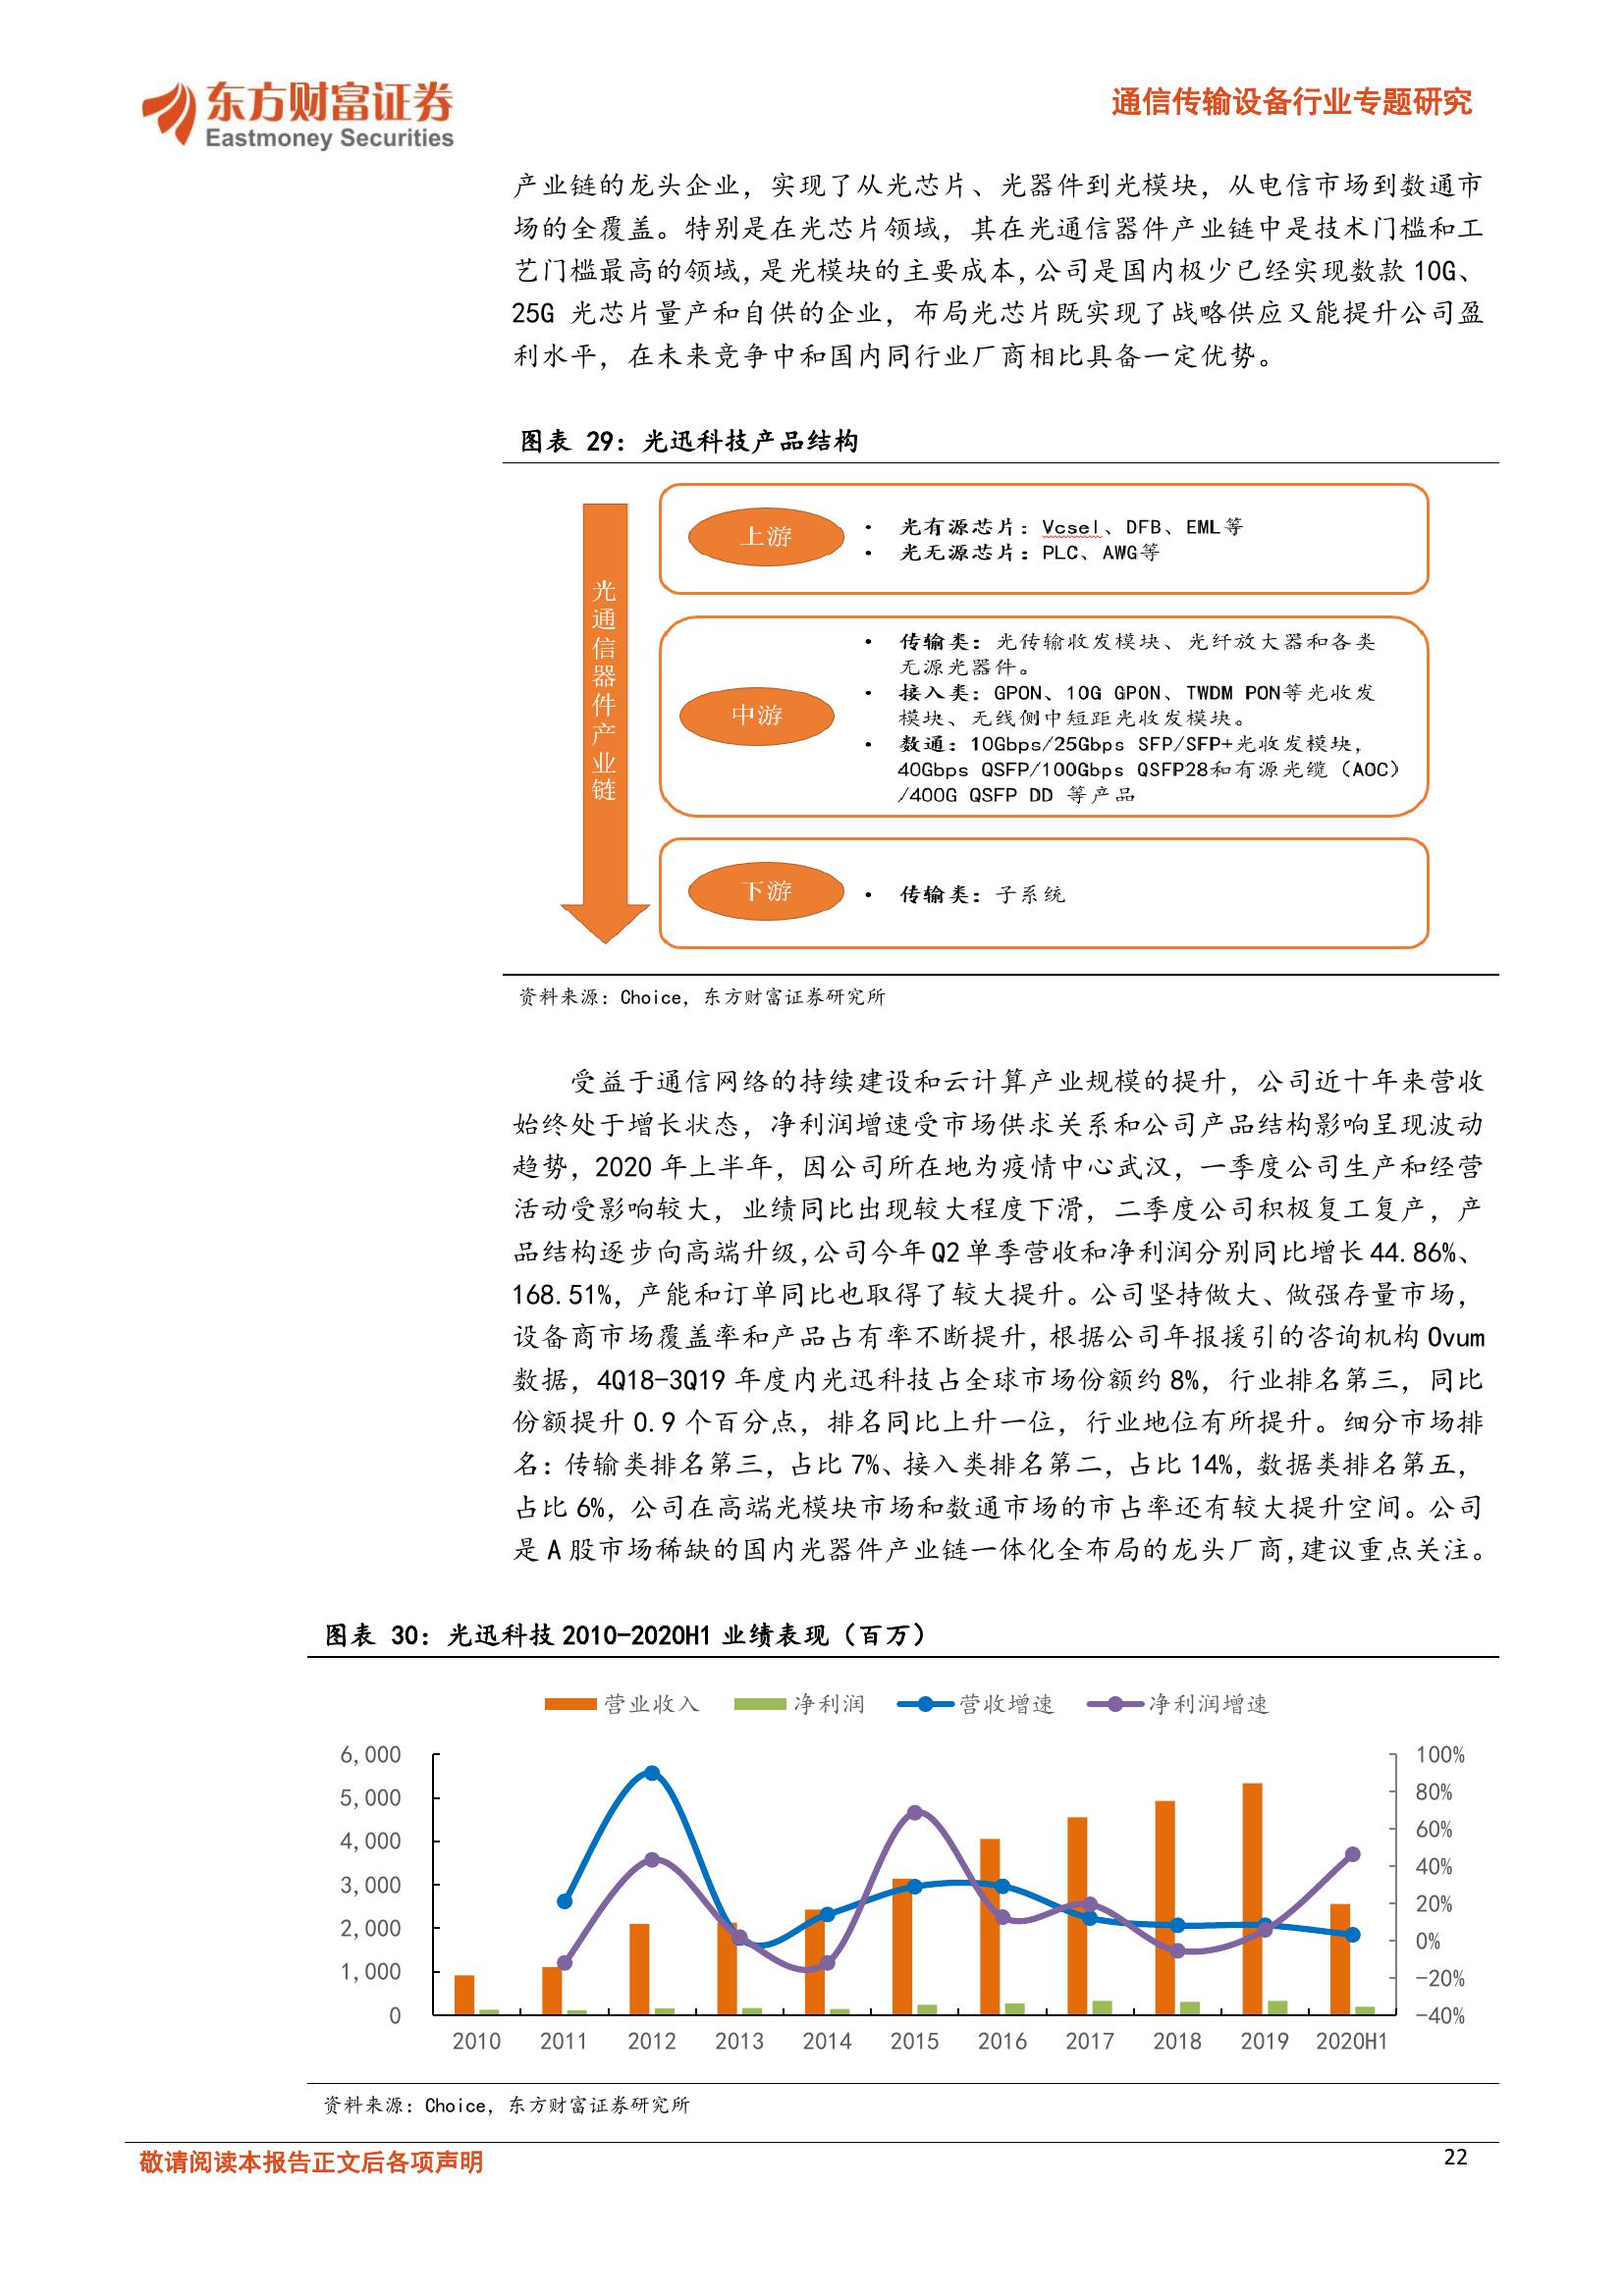 东方财富证券
Eastmoney Securities
通信传输设备行业专题研究
产业链的龙头企业，实现了从光芯片、光器件到光模块，从电信市场到数通市
场的全覆盖。特别是在光芯片领域，其在光通信器件产业链中是技术门槛和工
艺门槛最高的领域，是光模块的主要成本，公司是国内极少已经实现数款 10G、
25G 光芯片量产和自供的企业，布局光芯片既实现了战略供应又能提升公司盈
利水平，在未来竞争中和国内同行业厂商相比具备一定优势。
图表 29：光迅科技产品结构
光通信器件产业链
上游
• 光有源芯片：Vcsel、DFB、EML等
• 光无源芯片：PLC、AWG等
中游
• 传输类：光传输收发模块、光纤放大器和各类
无源光器件。
• 接入类：GPON、10G GPON、TWDM PON等光收发
模块、无线侧中短距光收发模块。
• 数通：10Gbps/25Gbps SFP/SFP+光收发模块，
40Gbps QSFP/100Gbps QSFP28和有源光缆（AOC）
/400G QSFP DD 等产品
下游
• 传输类：子系统
资料来源：Choice，东方财富证券研究所
受益于通信网络的持续建设和云计算产业规模的提升，公司近十年来营收
始终处于增长状态，净利润增速受市场供求关系和公司产品结构影响呈现波动
趋势，2020 年上半年，因公司所在地为疫情中心武汉，一季度公司生产和经营
活动受影响较大，业绩同比出现较大程度下滑，二季度公司积极复工复产，产
品结构逐步向高端升级，公司今年 Q2 单季营收和净利润分别同比增长 44.86%、
168.51%，产能和订单同比也取得了较大提升。公司坚持做大、做强存量市场，
设备商市场覆盖率和产品占有率不断提升，根据公司年报援引的咨询机构 Ovum
数据，4Q18-3Q19 年度内光迅科技占全球市场份额约 8%，行业排名第三，同比
份额提升 0.9 个百分点，排名同比上升一位，行业地位有所提升。细分市场排
名：传输类排名第三，占比 7%、接入类排名第二，占比 14%，数据类排名第五，
占比 6%，公司在高端光模块市场和数通市场的市占率还有较大提升空间。公司
是 A 股市场稀缺的国内光器件产业链一体化全布局的龙头厂商，建议重点关注。
图表 30：光迅科技 2010-2020H1 业绩表现（百万）
营业收入 净利润 营收增速 净利润增速
6,000 100%
5,000 80%
4,000 60%
3,000 40%
2,000 20%
1,000 0%
0 -20%
-40%
2010 2011 2012 2013 2014 2015 2016 2017 2018 2019 2020H1
资料来源：Choice，东方财富证券研究所
敬请阅读本报告正文后各项声明
22